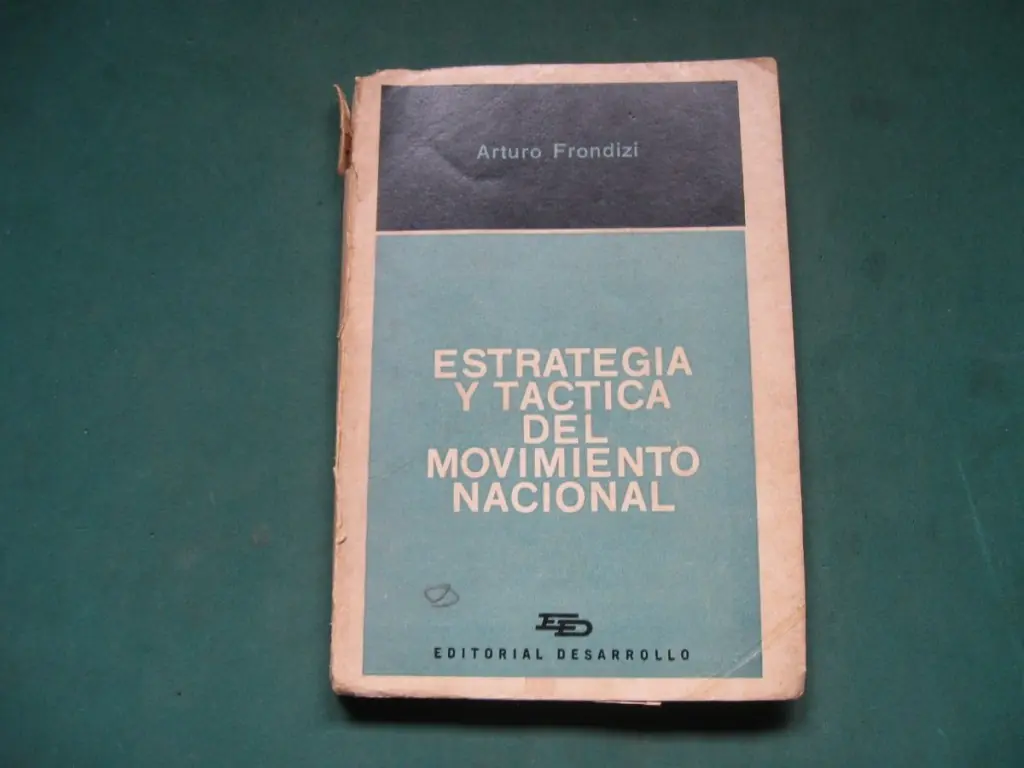 Arturo Frondizi
ESTRATEGIA
Y TACTICA
DEL
MOVIMIENTO
NACIONAL
ED
EDITORIAL DESARROLLO